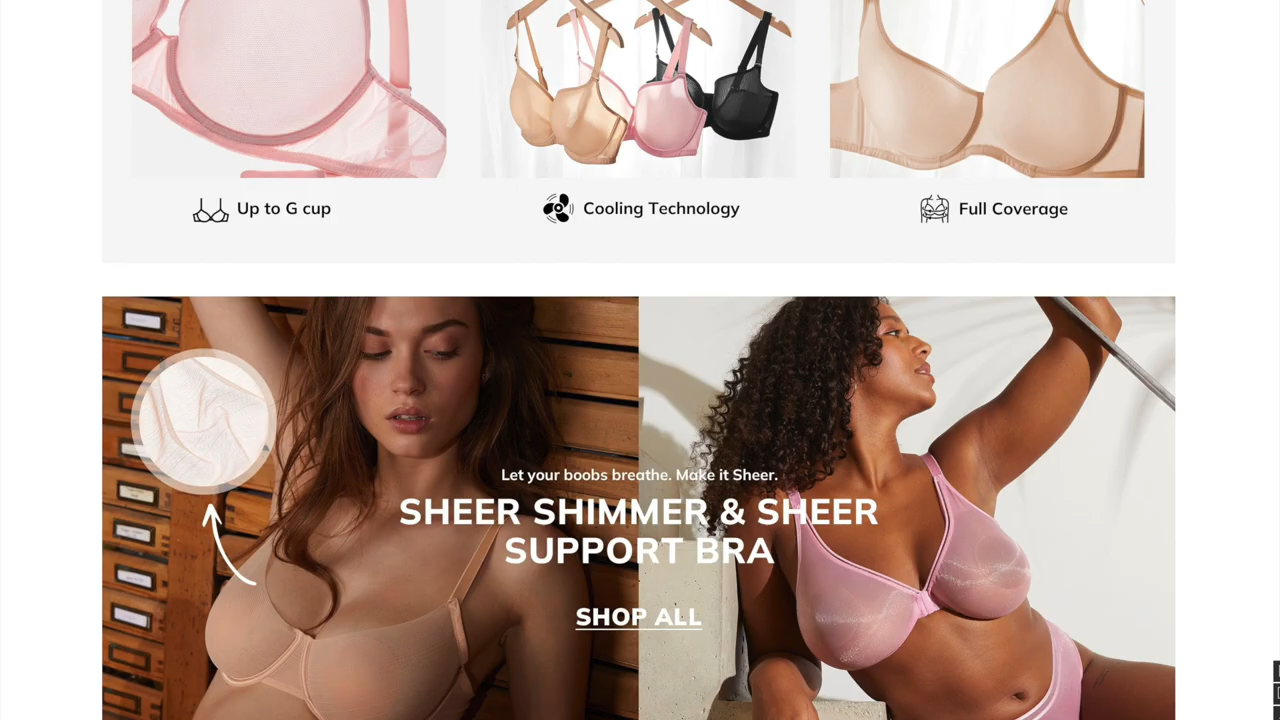 Up to G cup
Cooling Technology
Full Coverage
Let your boobs breathe. Make it Sheer.
SHEER SHIMMER & SHEER
SUPPORT BRA
SHOP ALL